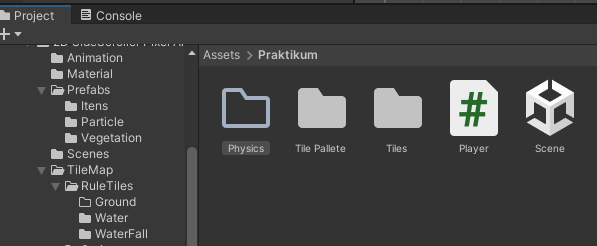 Project
Console
Assets > Praktikum
Animation
Material
Prefabs
Itens
Particle
Vegetation
Scenes
TileMap
RuleTiles
Ground
Water
WaterFall
Physics
Tile Pallete
Tiles
Player
Scene